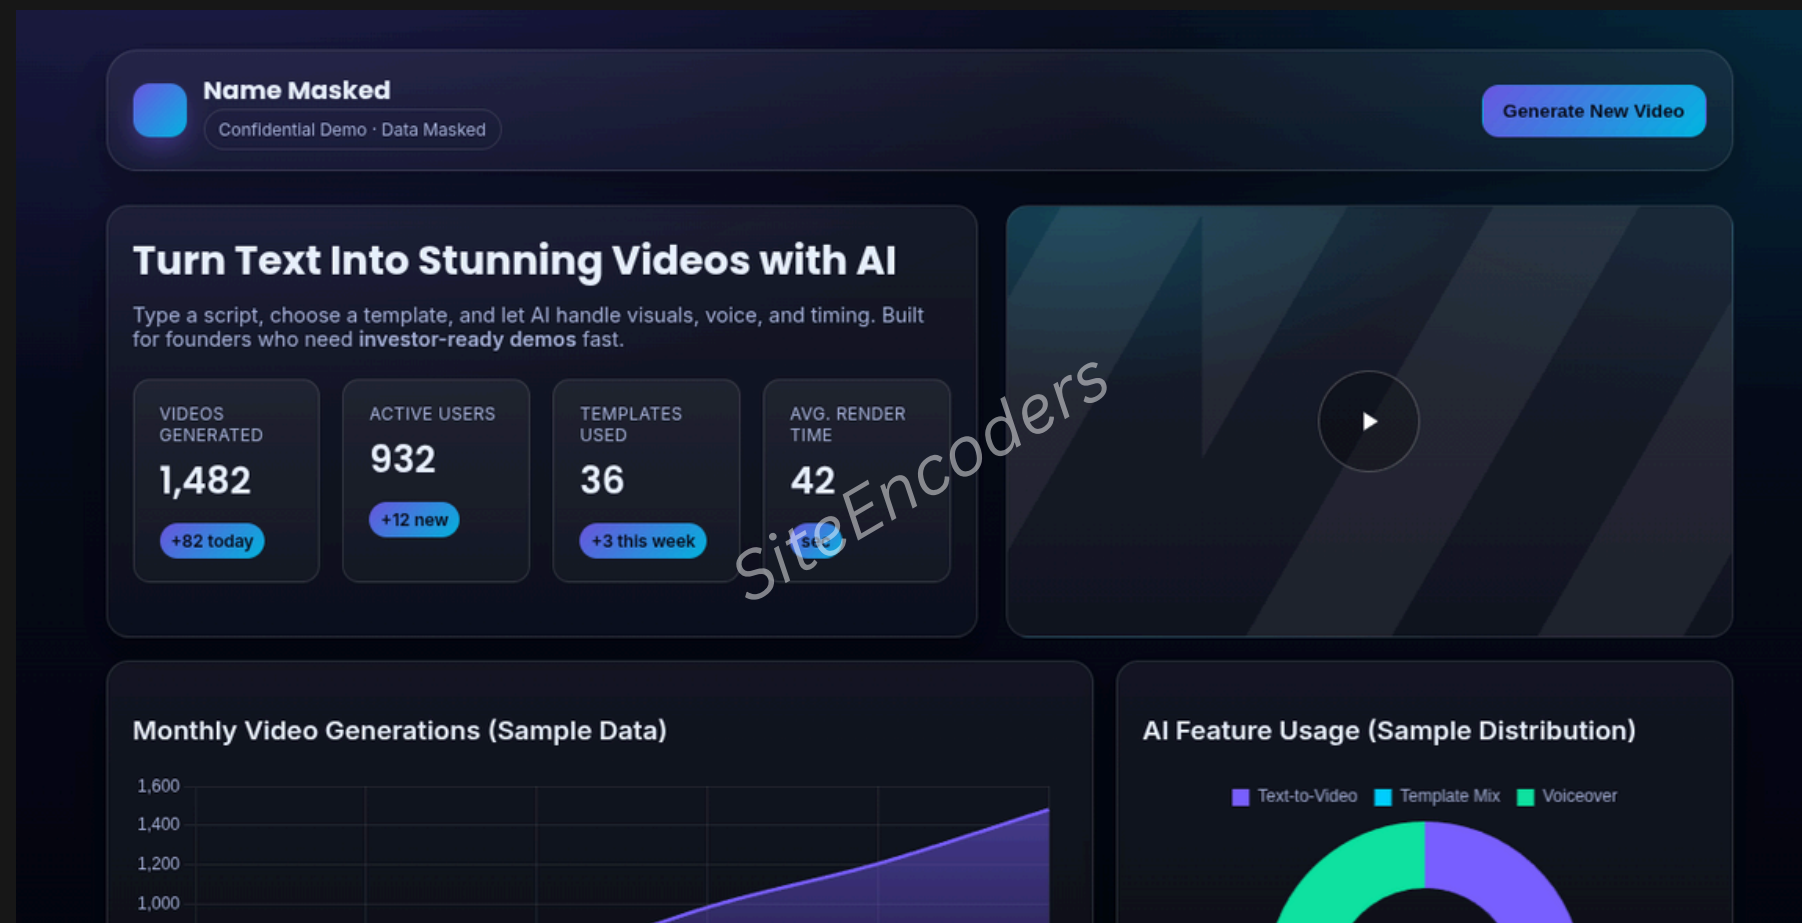 Name Masked
Confidential Demo · Data Masked
Generate New Video
Turn Text Into Stunning Videos with AI
Type a script, choose a template, and let AI handle visuals, voice, and timing. Built
for founders who need investor-ready demos fast.
VIDEOS
GENERATED
1,482
+82 today
ACTIVE USERS
932
+12 new
TEMPLATES
USED
36
+3 this week
AVG. RENDER
TIME
42
sec
SiteEncoders
Monthly Video Generations (Sample Data)
1,600
1,400
1,200
1,000
AI Feature Usage (Sample Distribution)
Text-to-Video
Template Mix
Voiceover